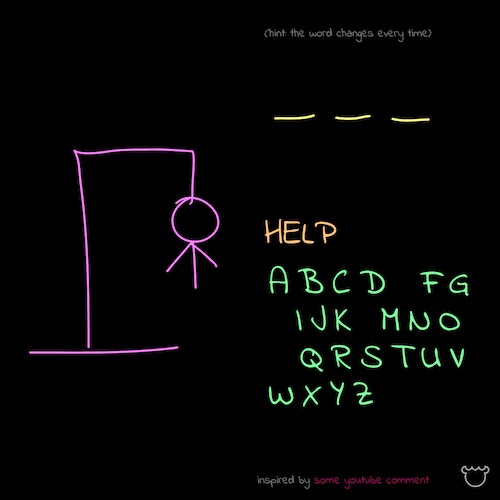 (hint: the word changes every time)
HELP
A B C D F G
I J K M N O
Q R S T U V
W X Y Z
inspired by some youtube comment